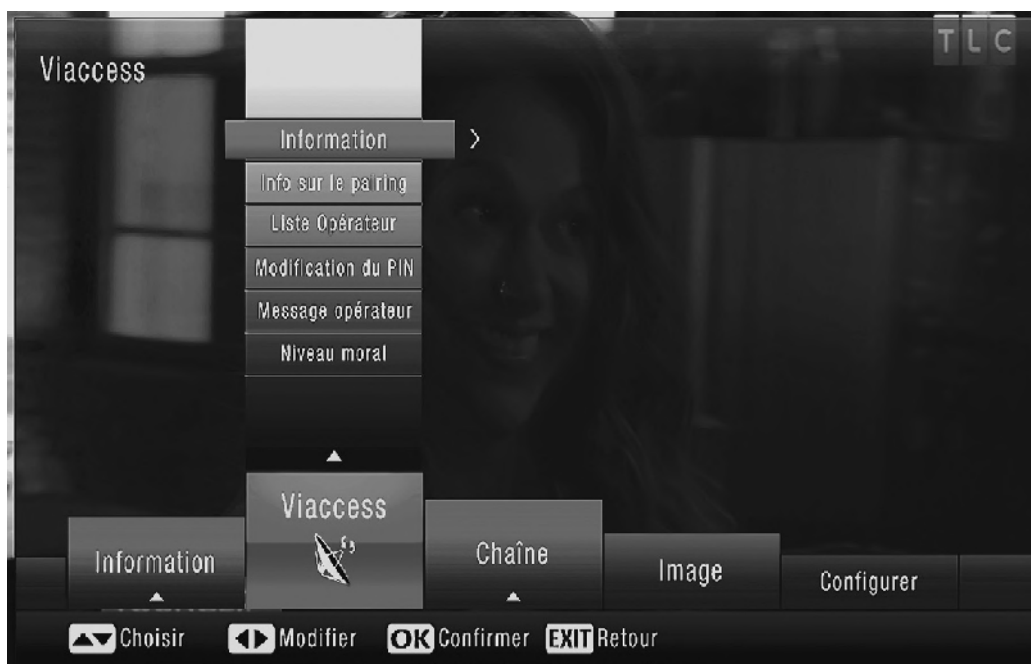 TLC
Viaccess
Information
Info sur le pairing
Liste Opérateur
Modification du PIN
Message opérateur
Niveau moral
Viaccess
Information
Chaîne
Image
Configurer
Choisir
Modifier
OK Confirmer
EXIT Retour